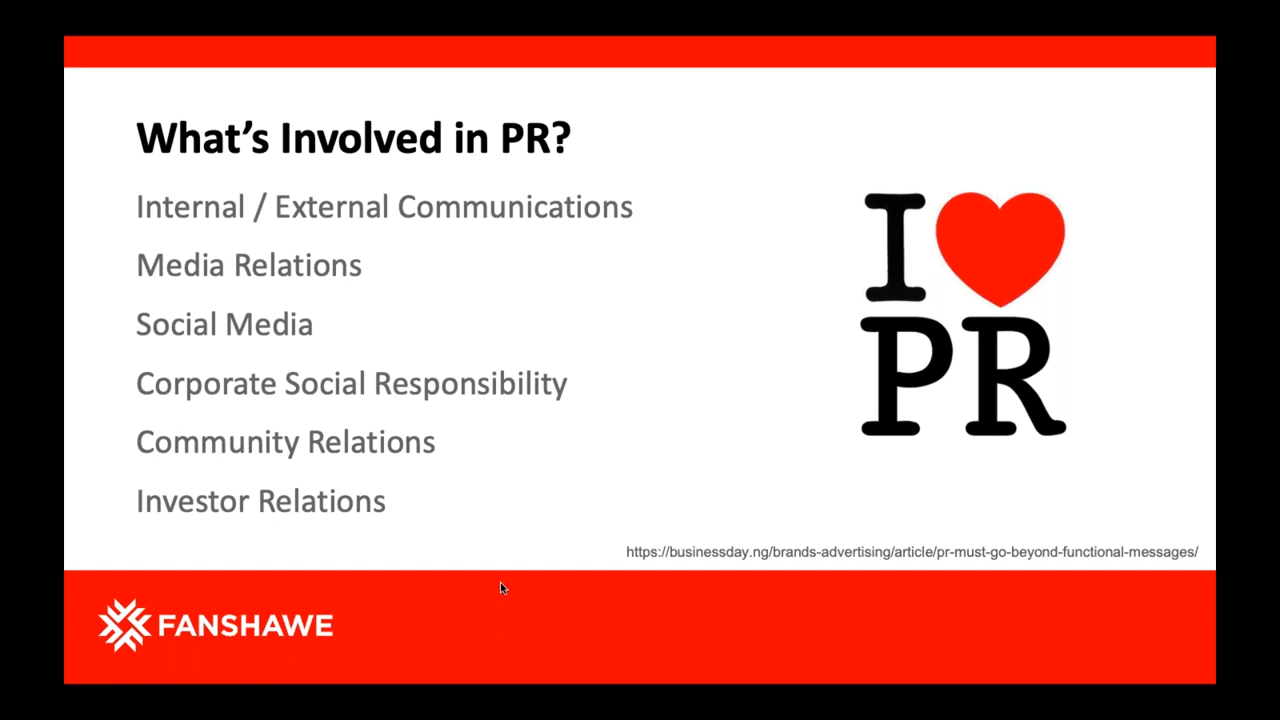 What's Involved in PR?
Internal / External Communications
Media Relations
Social Media
Corporate Social Responsibility
Community Relations
Investor Relations
I
PR
https://businessday.ng/brands-advertising/article/pr-must-go-beyond-functional-messages/
FANSHAWE